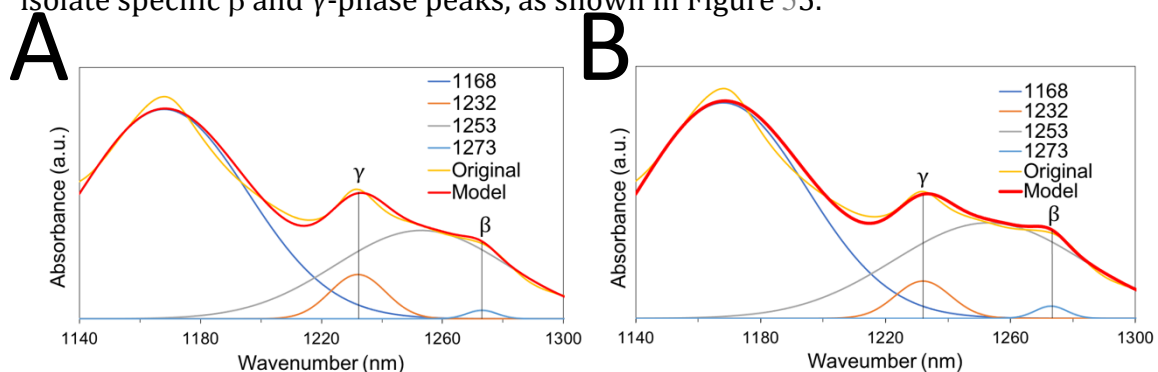 isolate specific β and γ-phase peaks, as shown in Figure 53.
A
B
1168
1232
1253
1273
Original
Model
γ
β
Absorbance (a.u.)
1140 1180 1220 1260 1300
Wavenumber (nm)
1168
1232
1253
1273
Original
Model
γ
β
Absorbance (a.u.)
1140 1180 1220 1260 1300
Waveumber (nm)